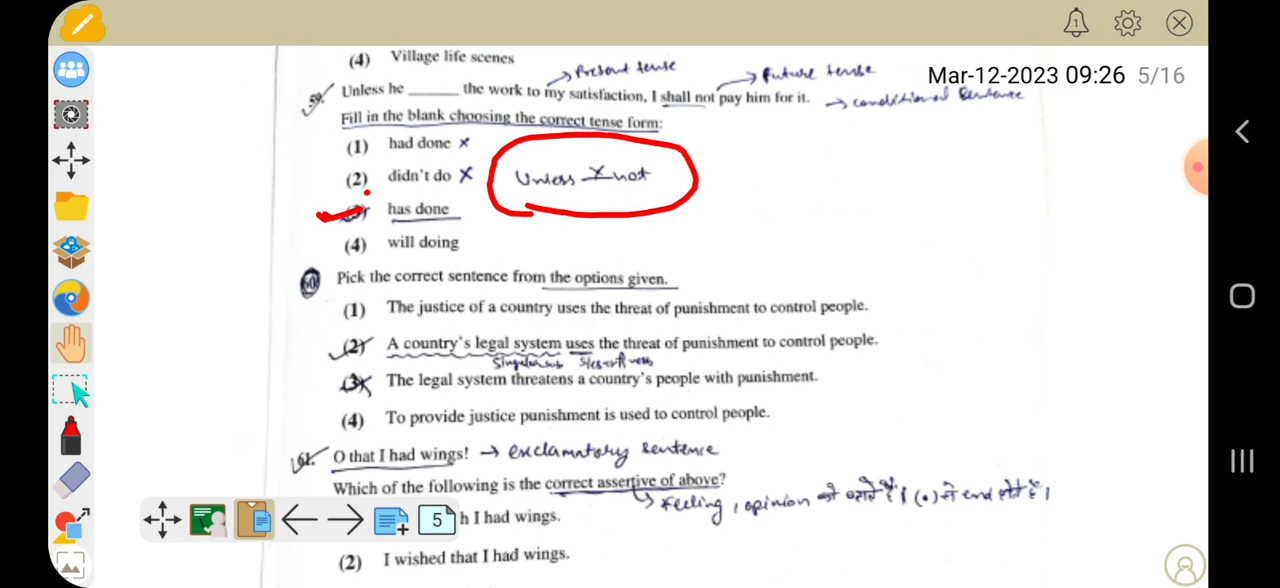 1
Mar-12-2023 09:26 5/16
(4) Village life scenes
→ Present tense → Future tense
59. Unless he ______ the work to my satisfaction, I shall not pay him for it. → conditional sentence
Fill in the blank choosing the correct tense form:
(1) had done ×
(2) didn't do × Unless X not
(3) has done
(4) will doing
60 Pick the correct sentence from the options given.
(1) The justice of a country uses the threat of punishment to control people.
(2) A country's legal system uses the threat of punishment to control people.
(3) The legal system threatens a country's people with punishment.
(4) To provide justice punishment is used to control people.
61. O that I had wings! → exclamatory sentence
Which of the following is the correct assertive of above?
→ Feeling, opinion को (.) में end होते हैं।
h I had wings.
5
(2) I wished that I had wings.